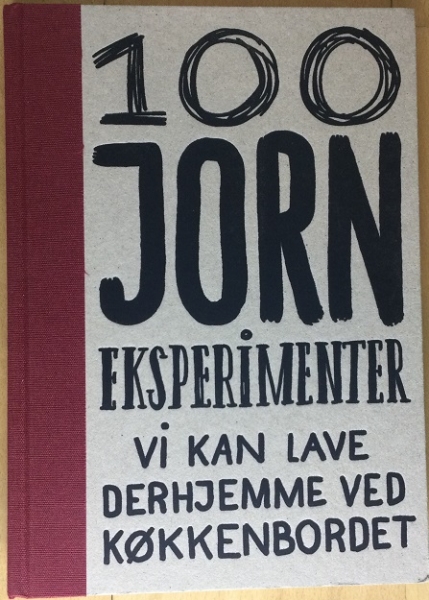 100
JORN
EKSPERiMENTER
Vi KAN LAVE
DERHJEMME VED
KØKKENBORDET